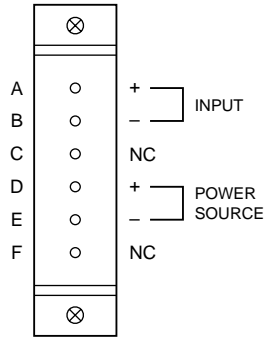 A +
INPUT
B –
C NC
D +
POWER
SOURCE
E –
F NC